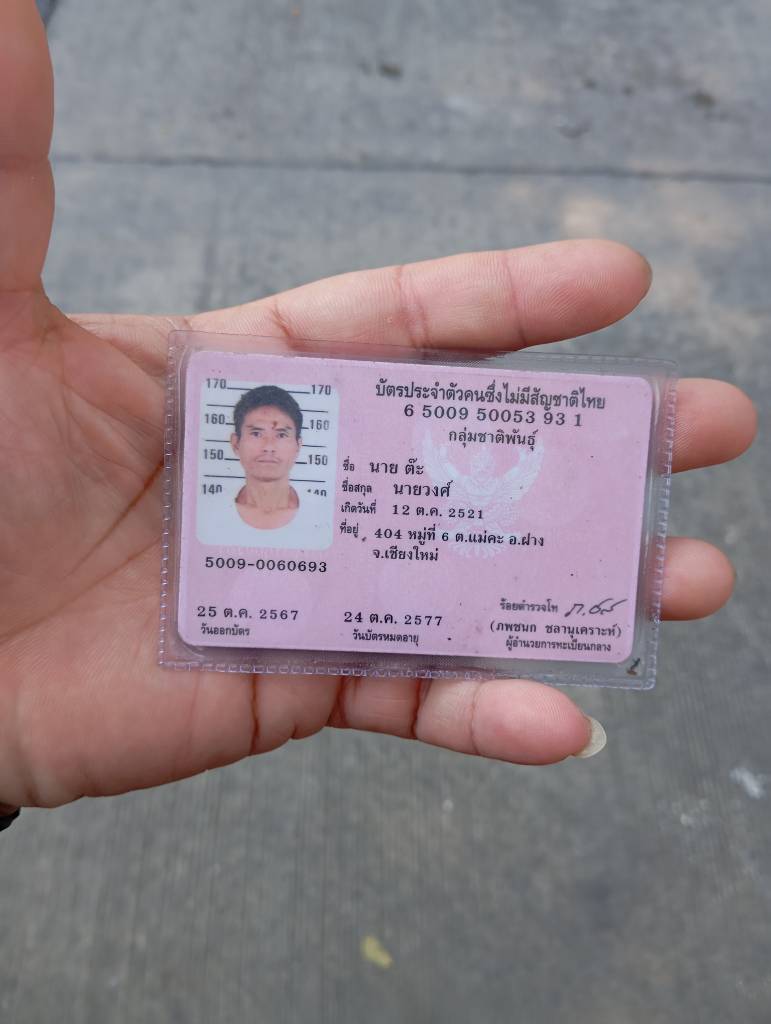 170 170
160 160
150 150
140 140
บัตรประจำตัวคนซึ่งไม่มีสัญชาติไทย
6 5009 50053 93 1
กลุ่มชาติพันธุ์
ชื่อ นาย ต๊ะ
ชื่อสกุล นายวงศ์
เกิดวันที่ 12 ต.ค. 2521
ที่อยู่ 404 หมู่ที่ 6 ต.แม่คะ อ.ฝาง
จ.เชียงใหม่
5009-0060693
25 ต.ค. 2567
วันออกบัตร
24 ต.ค. 2577
วันบัตรหมดอายุ
ร้อยตำรวจโท
(ภพชนก ชลานุเคราะห์)
ผู้อำนวยการทะเบียนกลาง